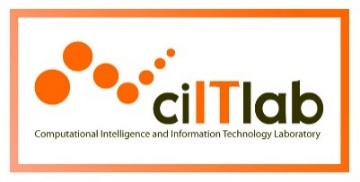 ciITlab
Computational Intelligence and Information Technology Laboratory